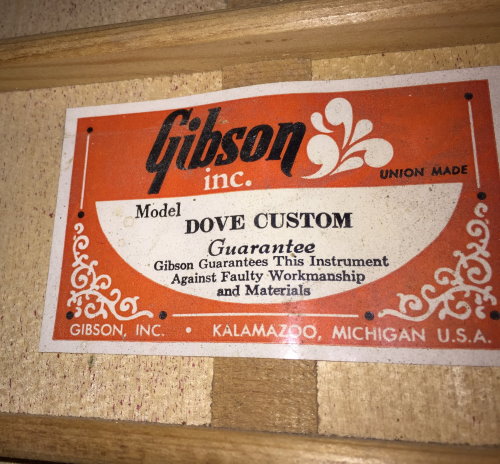 Gibson
inc.
UNION MADE
Model
DOVE CUSTOM
Guarantee
Gibson Guarantees This Instrument
Against Faulty Workmanship
and Materials
GIBSON, INC. • KALAMAZOO, MICHIGAN U.S.A.